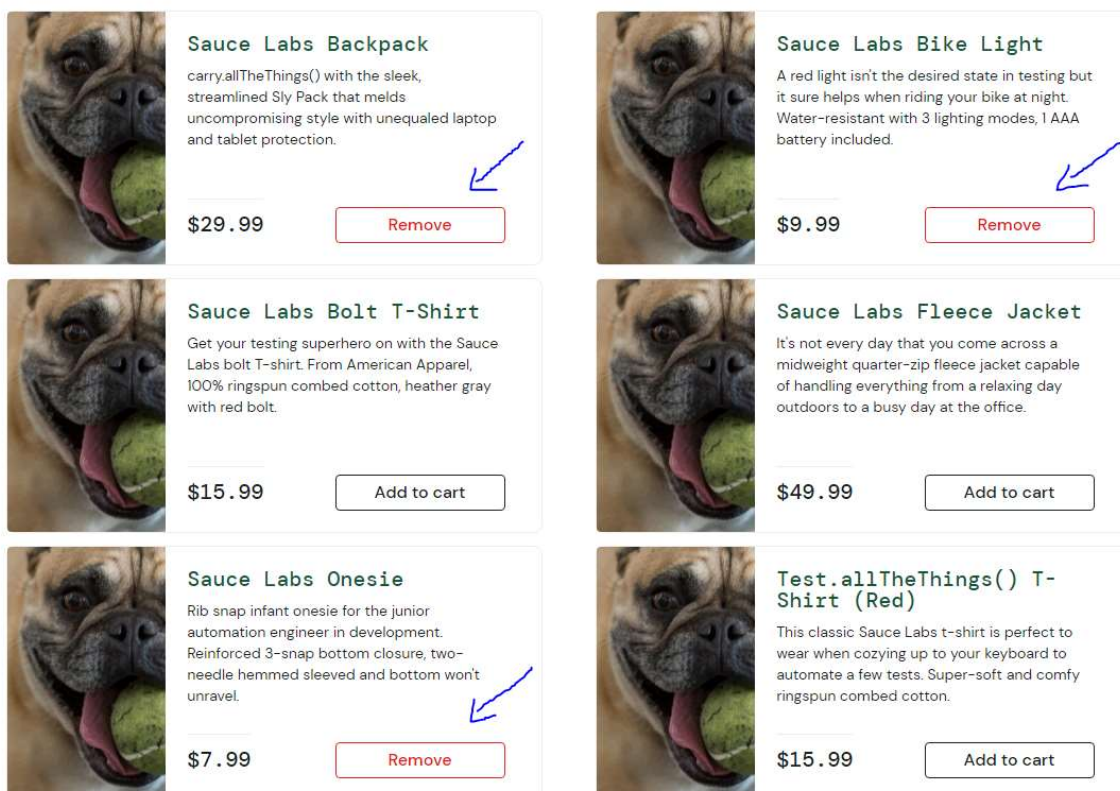 Sauce Labs Backpack
carry.allTheThings() with the sleek,
streamlined Sly Pack that melds
uncompromising style with unequaled laptop
and tablet protection.
$29.99
Remove
Sauce Labs Bike Light
A red light isn't the desired state in testing but
it sure helps when riding your bike at night.
Water-resistant with 3 lighting modes, 1 AAA
battery included.
$9.99
Remove
Sauce Labs Bolt T-Shirt
Get your testing superhero on with the Sauce
Labs bolt T-shirt. From American Apparel,
100% ringspun combed cotton, heather gray
with red bolt.
$15.99
Add to cart
Sauce Labs Fleece Jacket
It's not every day that you come across a
midweight quarter-zip fleece jacket capable
of handling everything from a relaxing day
outdoors to a busy day at the office.
$49.99
Add to cart
Sauce Labs Onesie
Rib snap infant onesie for the junior
automation engineer in development.
Reinforced 3-snap bottom closure, two-
needle hemmed sleeved and bottom won't
unravel.
$7.99
Remove
Test.allTheThings() T-
Shirt (Red)
This classic Sauce Labs t-shirt is perfect to
wear when cozying up to your keyboard to
automate a few tests. Super-soft and comfy
ringspun combed cotton.
$15.99
Add to cart